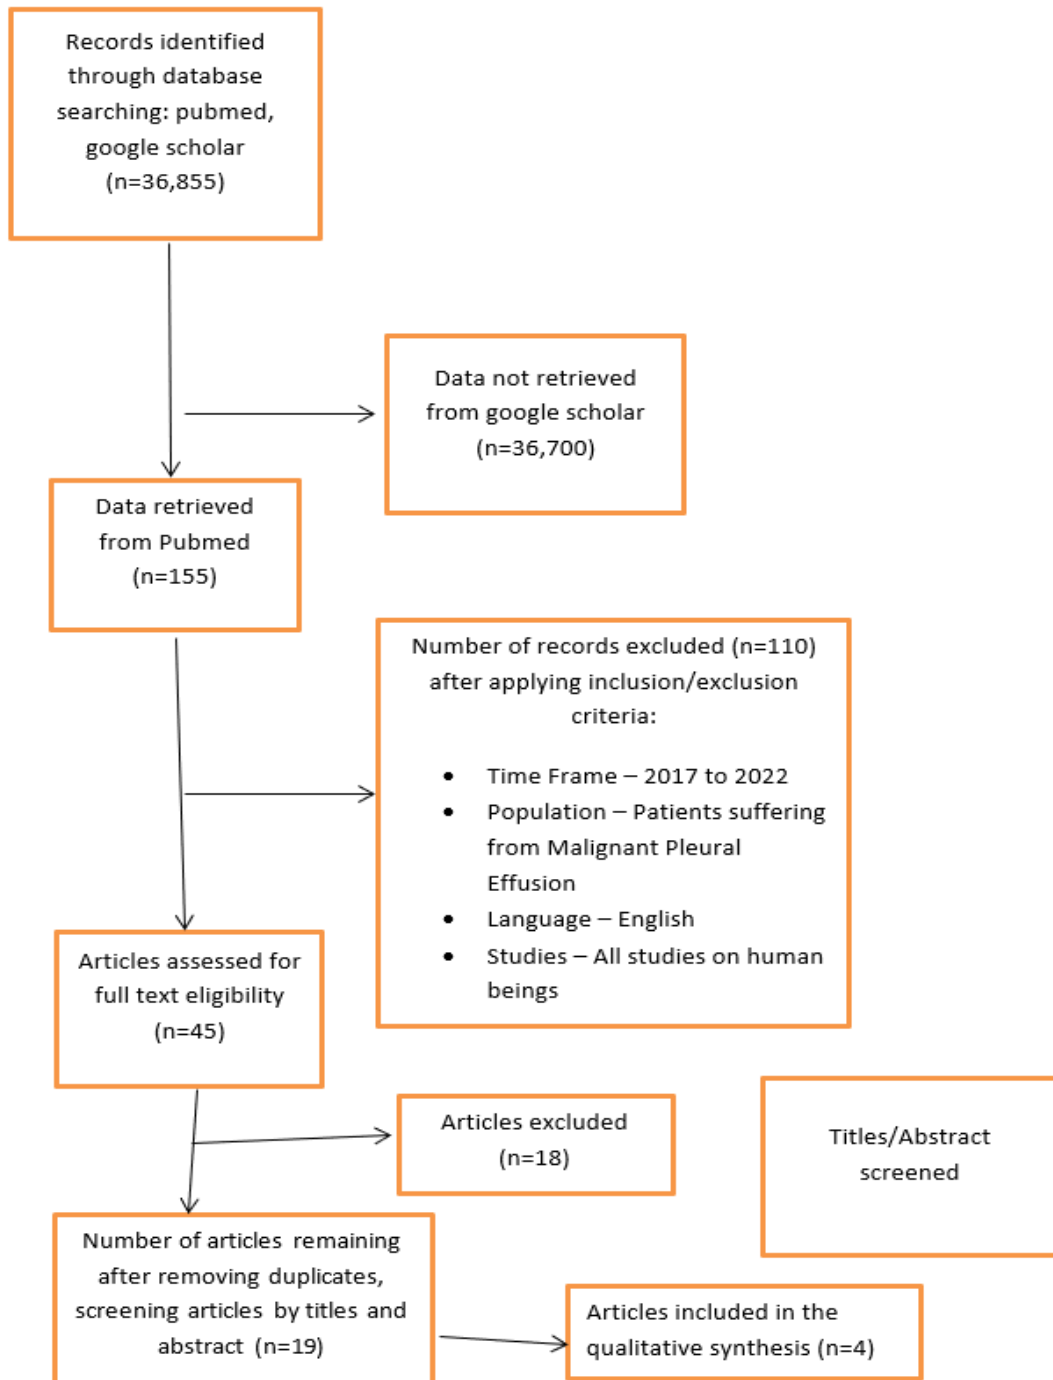 Records identified
through database
searching: pubmed,
google scholar
(n=36,855)
Data not retrieved
from google scholar
(n=36,700)
Data retrieved
from Pubmed
(n=155)
Number of records excluded (n=110)
after applying inclusion/exclusion
criteria:
• Time Frame – 2017 to 2022
• Population – Patients suffering
from Malignant Pleural
Effusion
• Language – English
• Studies – All studies on human
beings
Articles assessed for
full text eligibility
(n=45)
Articles excluded
(n=18)
Titles/Abstract
screened
Number of articles remaining
after removing duplicates,
screening articles by titles and
abstract (n=19)
Articles included in the
qualitative synthesis (n=4)